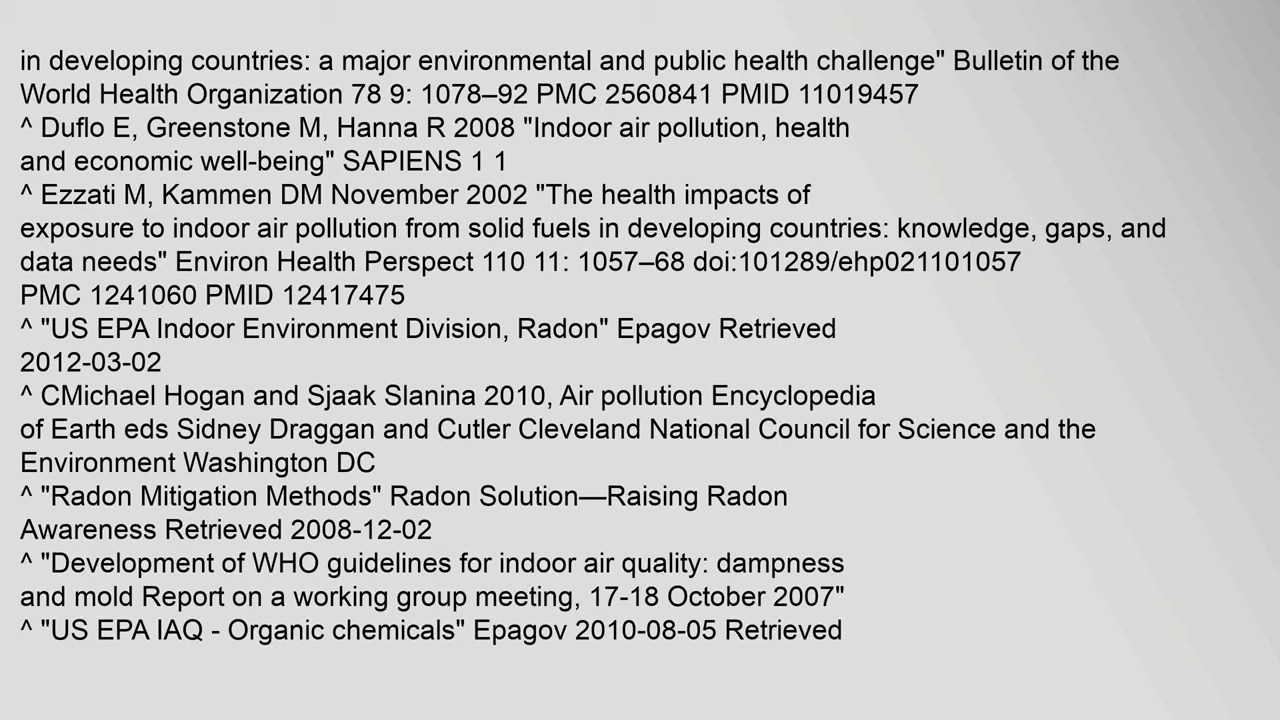 in developing countries: a major environmental and public health challenge" Bulletin of the
World Health Organization 78 9: 1078–92 PMC 2560841 PMID 11019457
^ Duflo E, Greenstone M, Hanna R 2008 "Indoor air pollution, health
and economic well-being" SAPIENS 1 1
^ Ezzati M, Kammen DM November 2002 "The health impacts of
exposure to indoor air pollution from solid fuels in developing countries: knowledge, gaps, and
data needs" Environ Health Perspect 110 11: 1057–68 doi:101289/ehp021101057
PMC 1241060 PMID 12417475
^ "US EPA Indoor Environment Division, Radon" Epagov Retrieved
2012-03-02
^ CMichael Hogan and Sjaak Slanina 2010, Air pollution Encyclopedia
of Earth eds Sidney Draggan and Cutler Cleveland National Council for Science and the
Environment Washington DC
^ "Radon Mitigation Methods" Radon Solution—Raising Radon
Awareness Retrieved 2008-12-02
^ "Development of WHO guidelines for indoor air quality: dampness
and mold Report on a working group meeting, 17-18 October 2007"
^ "US EPA IAQ - Organic chemicals" Epagov 2010-08-05 Retrieved